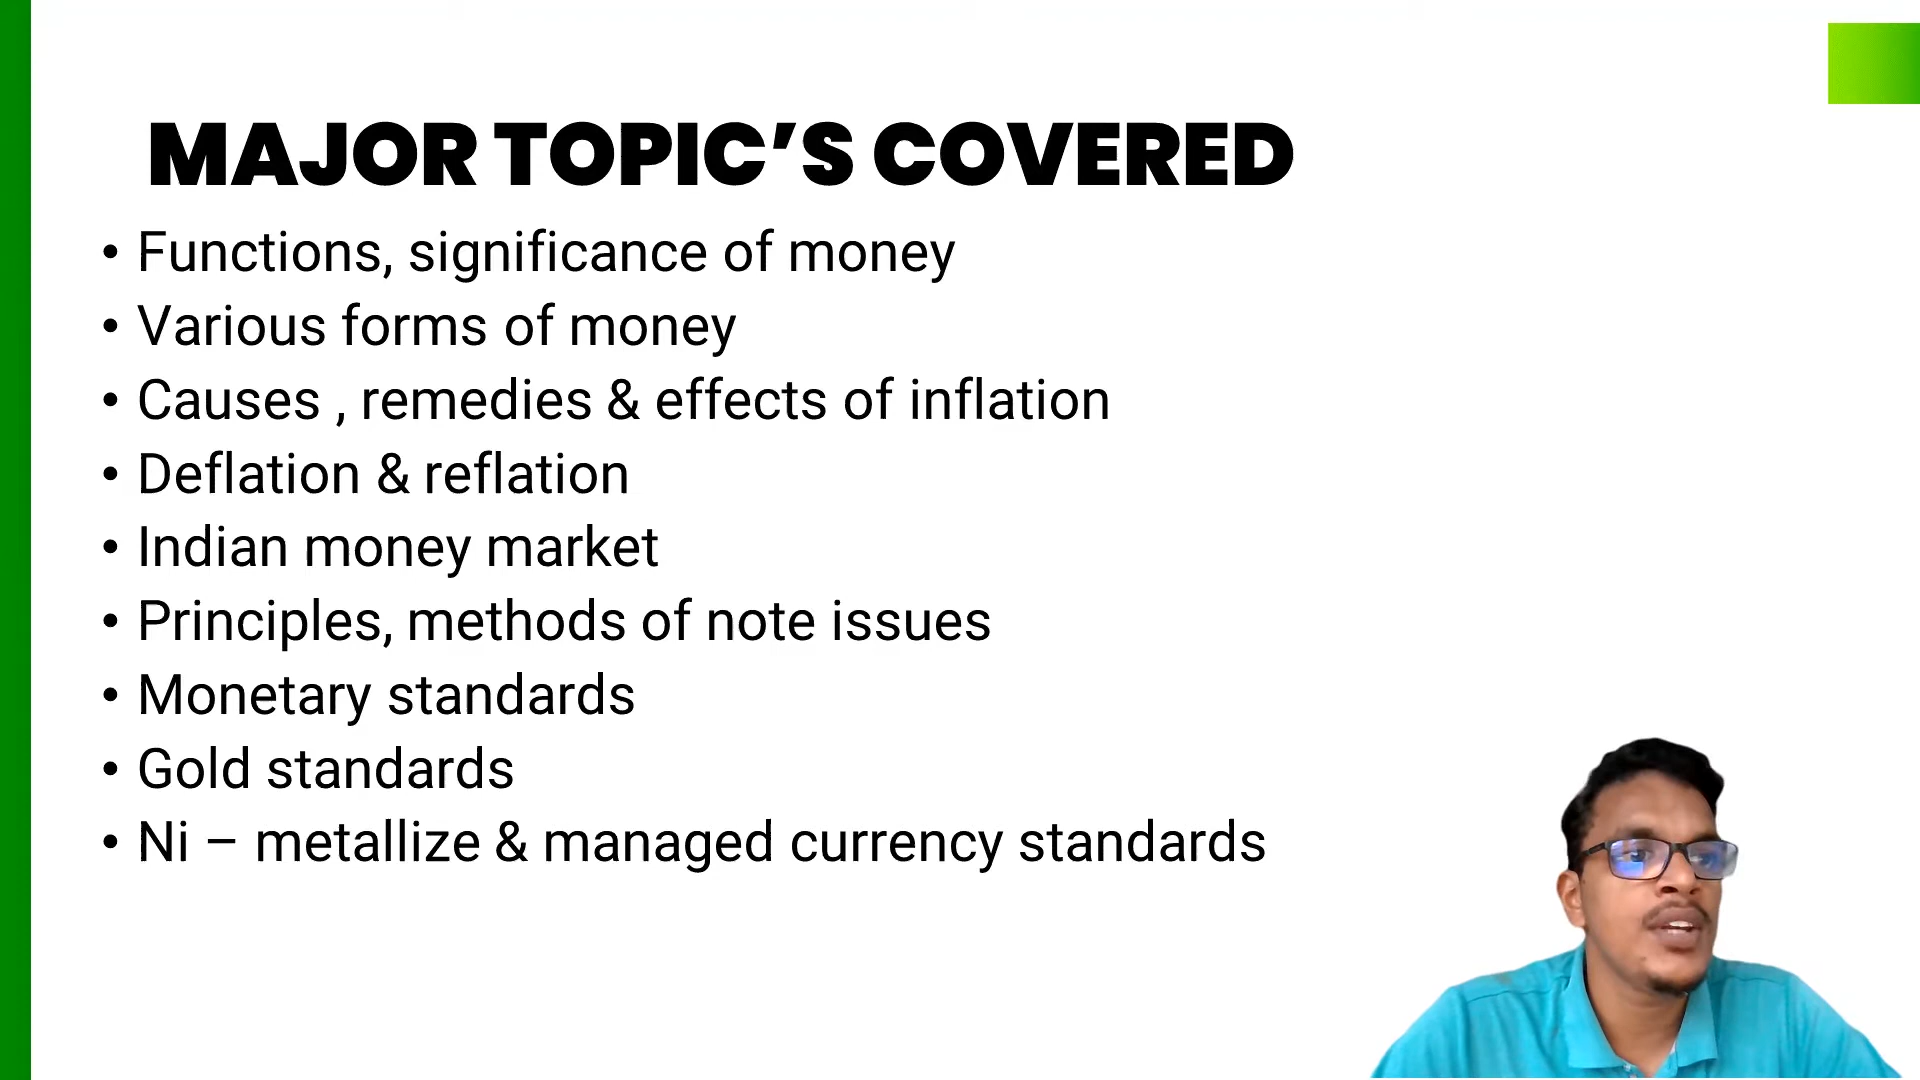 MAJOR TOPIC’S COVERED
• Functions, significance of money
• Various forms of money
• Causes , remedies & effects of inflation
• Deflation & reflation
• Indian money market
• Principles, methods of note issues
• Monetary standards
• Gold standards
• Ni – metallize & managed currency standards